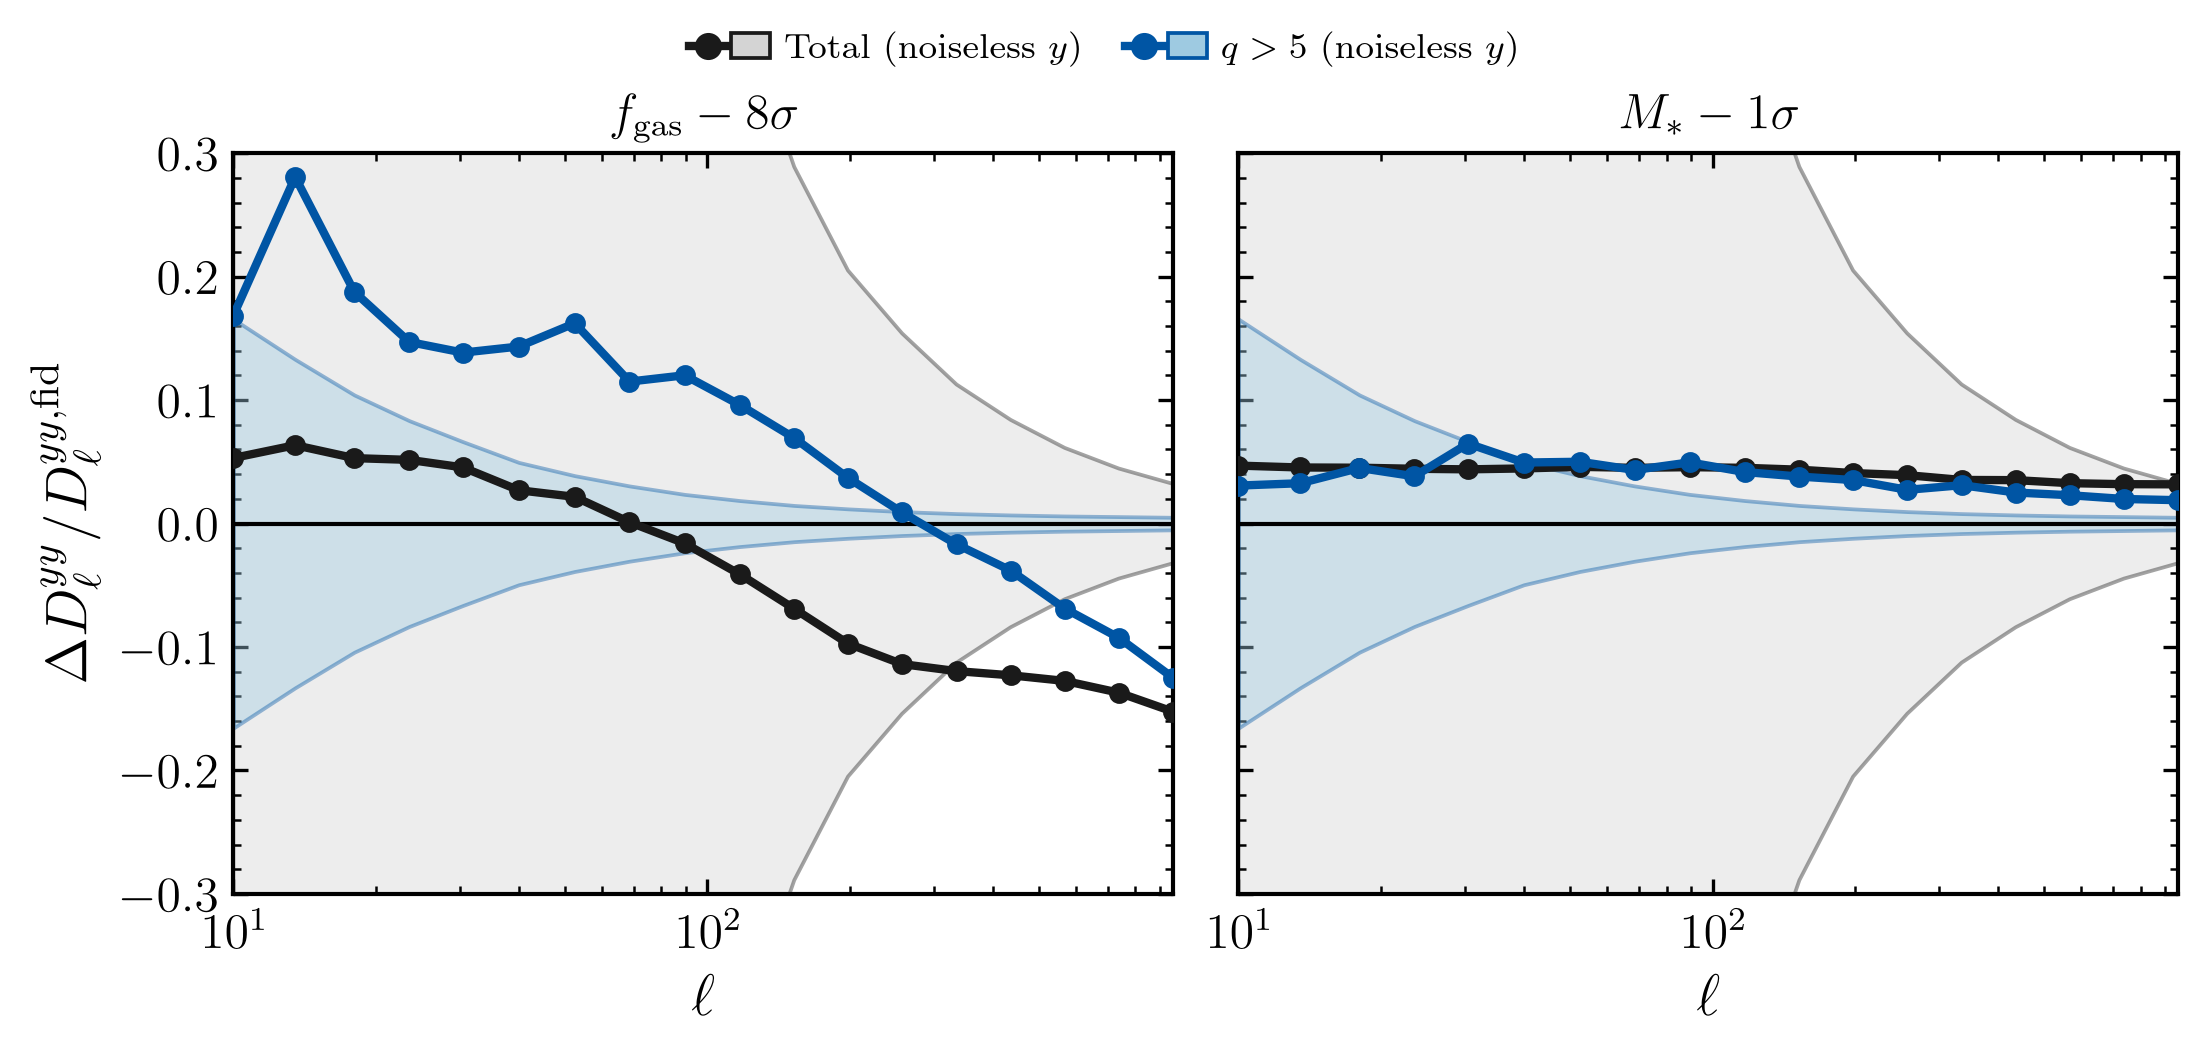 Total (noiseless y) q > 5 (noiseless y)
f_gas − 8σ M_* − 1σ
ΔD_ℓ^{yy} / D_ℓ^{yy,fid}
0.3
0.2
0.1
0.0
−0.1
−0.2
−0.3
10^1 10^2 10^1 10^2
ℓ ℓ